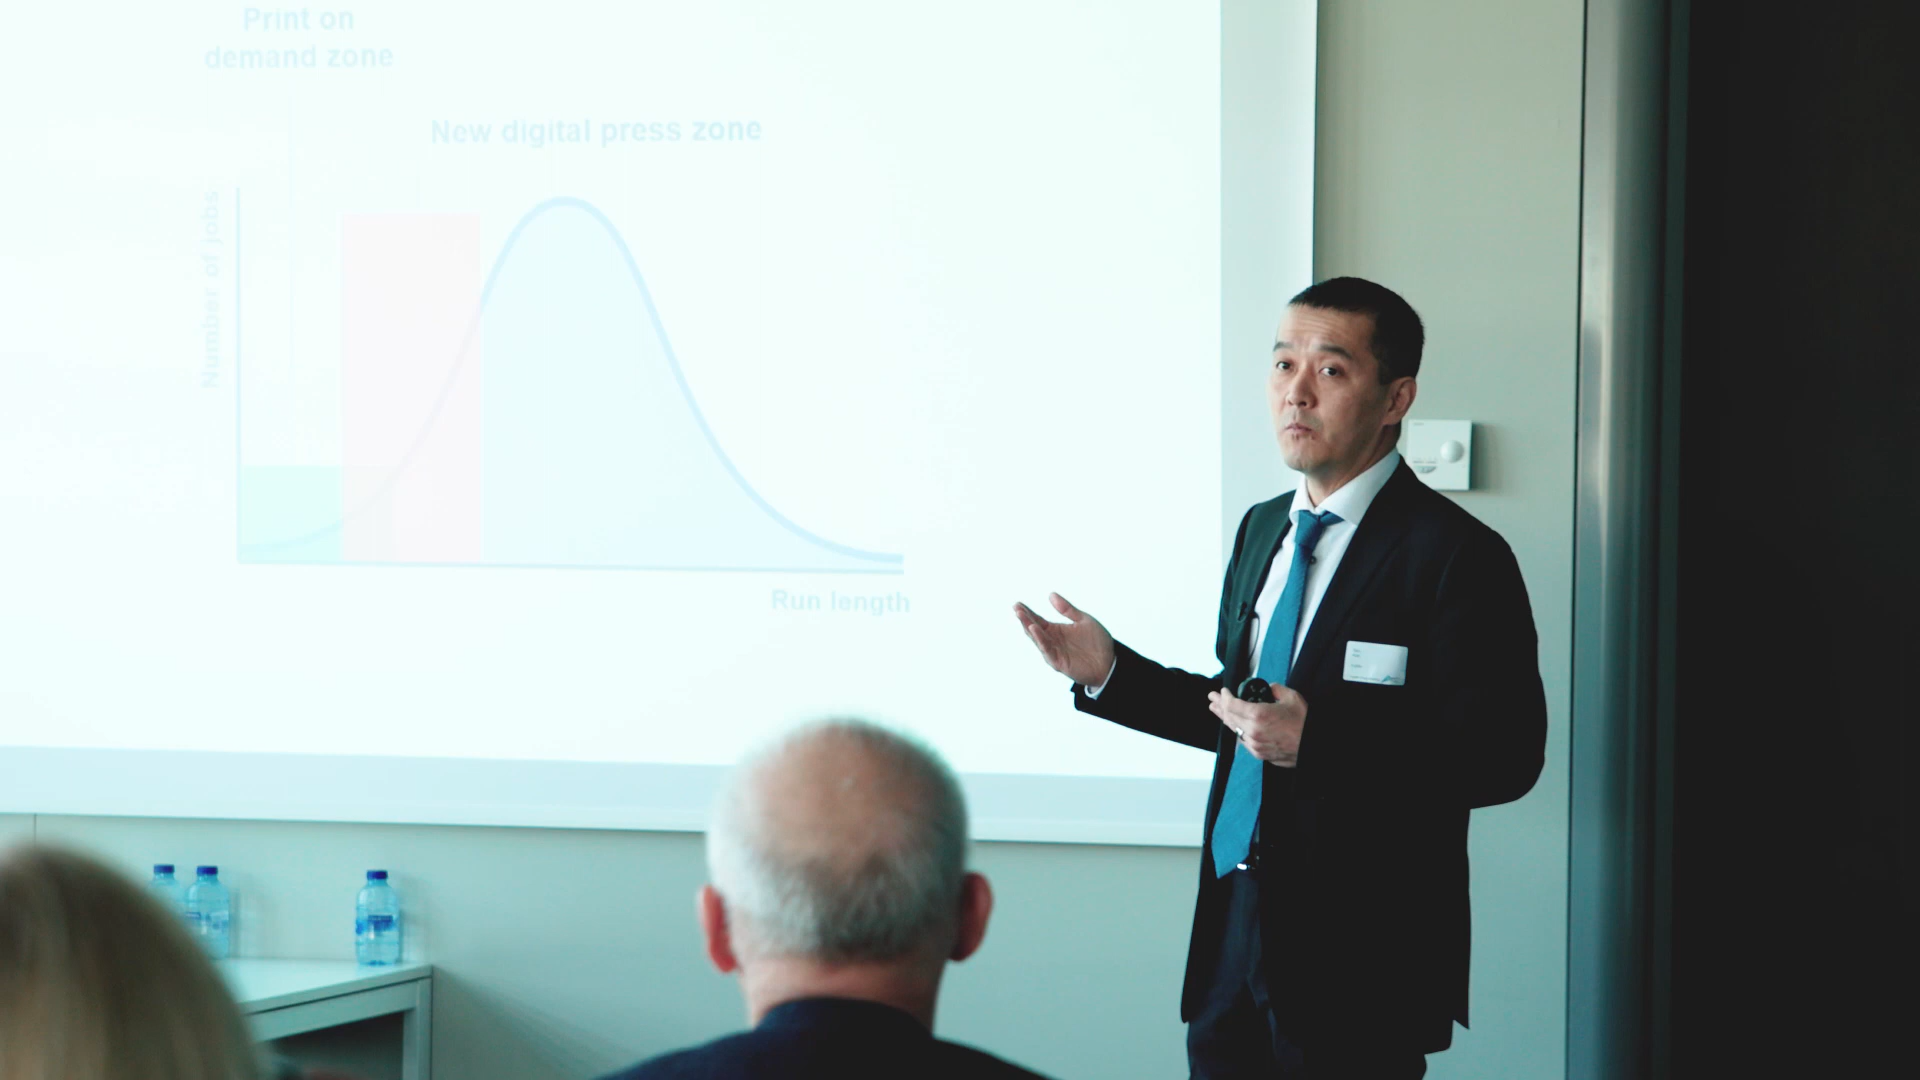 Print on
demand zone
New digital press zone
Number of jobs
Run length